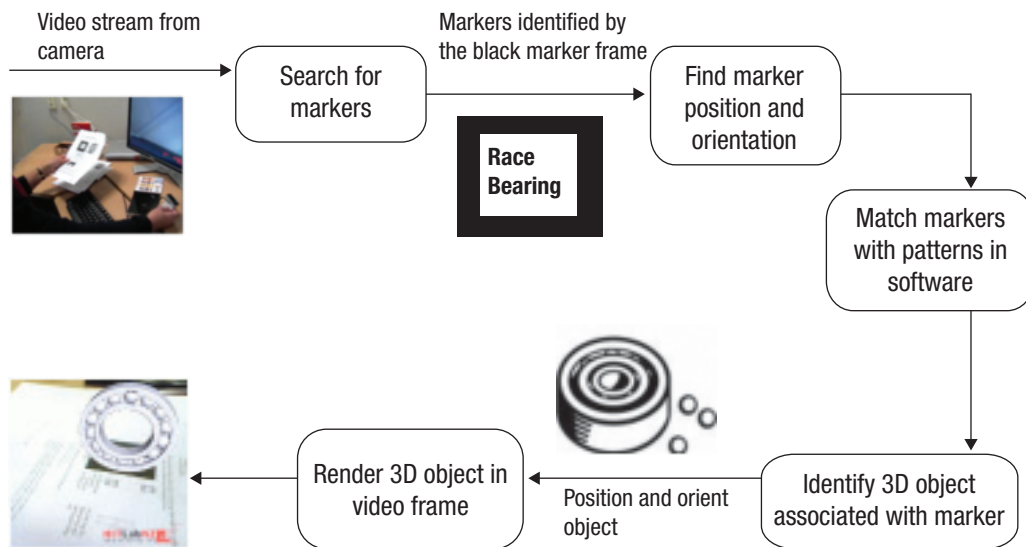 Video stream from
camera
Search for
markers
Markers identified by
the black marker frame
Race
Bearing
Find marker
position and
orientation
Match markers
with patterns in
software
Identify 3D object
associated with marker
Position and orient
object
Render 3D object in
video frame